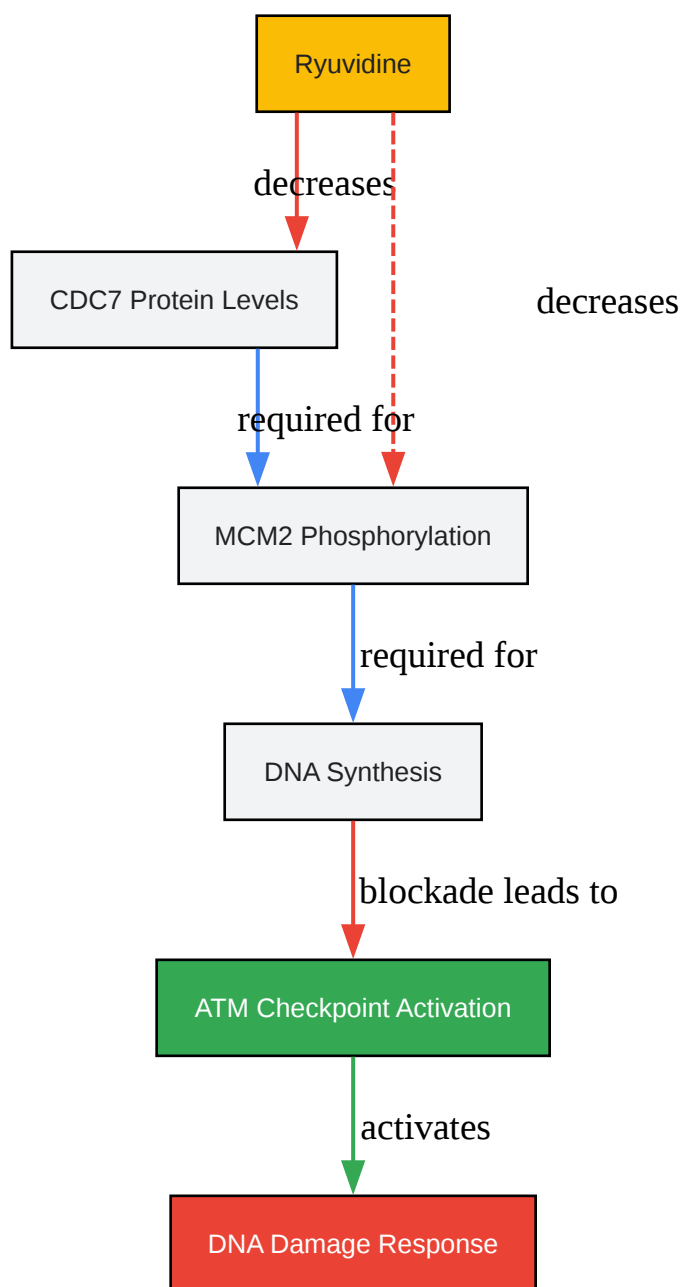 Ryuvidine
decreases
CDC7 Protein Levels
decreases
required for
MCM2 Phosphorylation
required for
DNA Synthesis
blockade leads to
ATM Checkpoint Activation
activates
DNA Damage Response